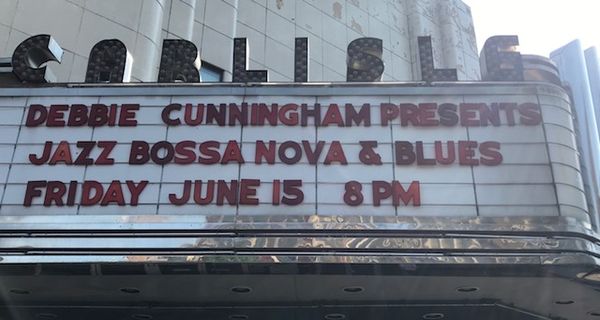 CARLISLE
DEBBIE CUNNINGHAM PRESENTS
JAZZ BOSSA NOVA & BLUES
FRIDAY JUNE 15 8 PM